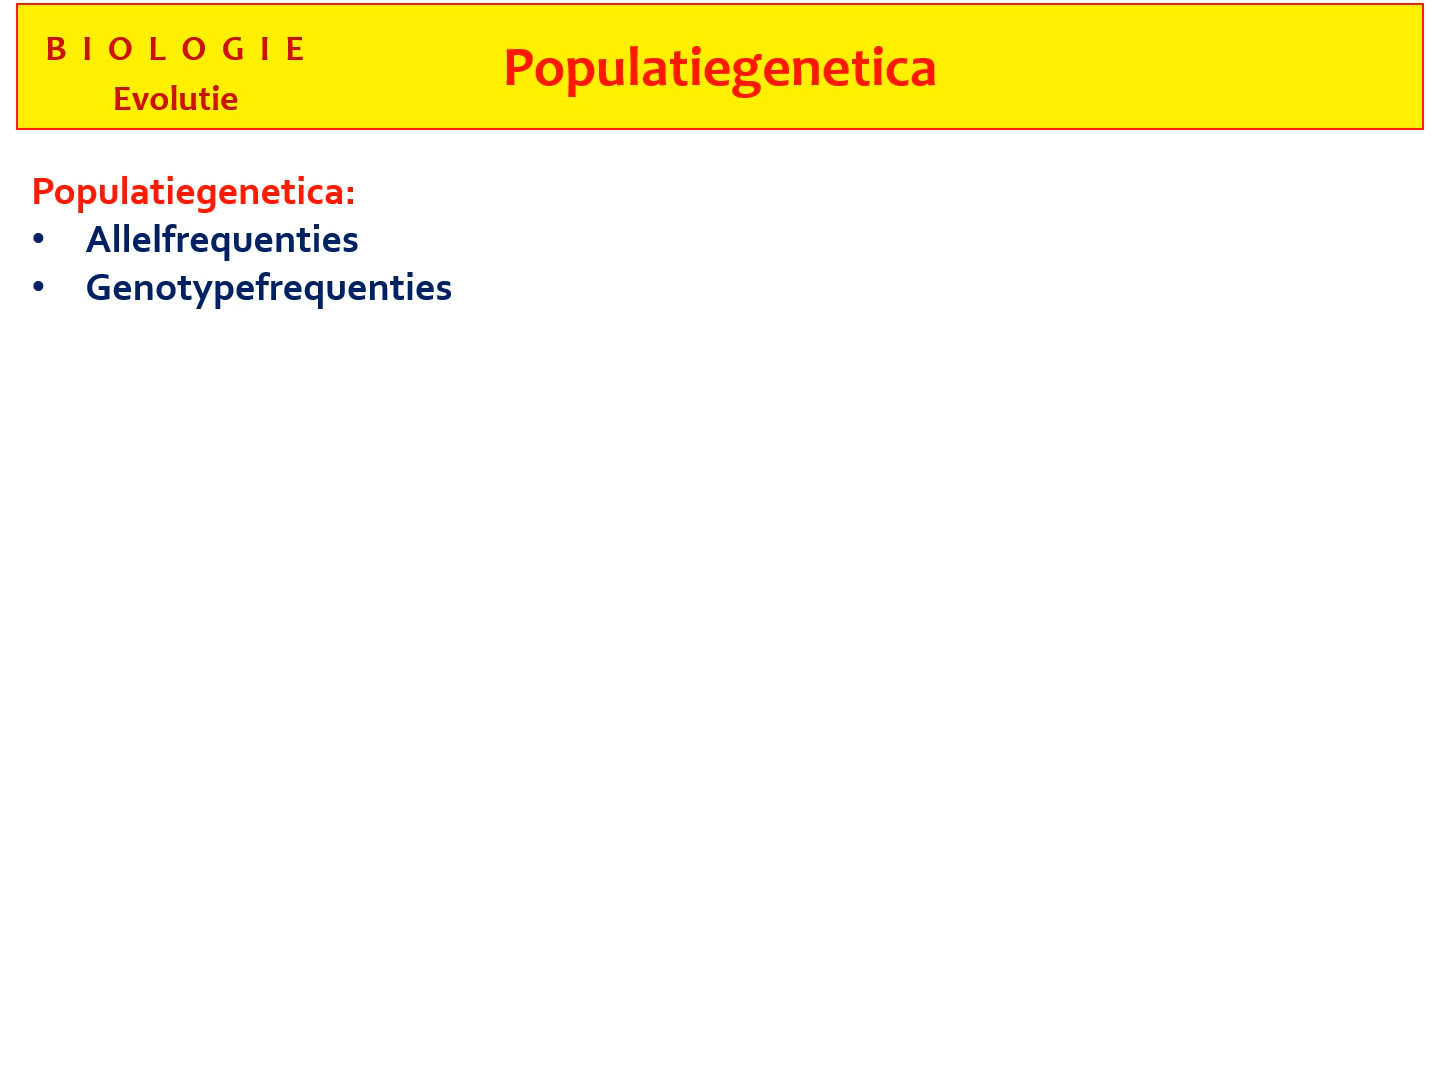 B I O L O G I E
Evolutie
Populatiegenetica
Populatiegenetica:
• Allelfrequenties
• Genotypefrequenties